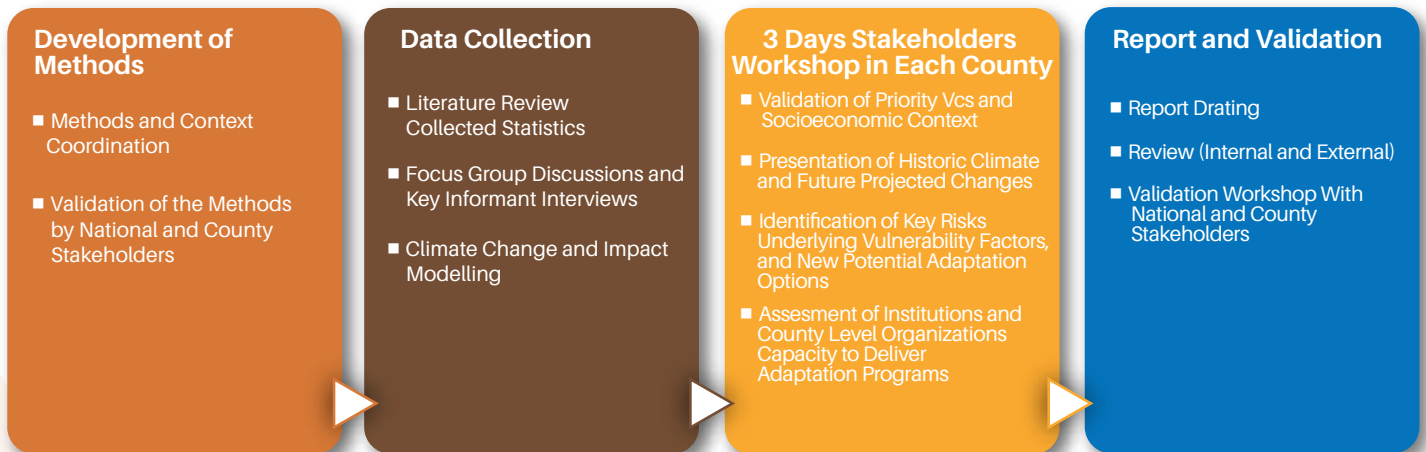 Development of
Methods
Methods and Context
Coordination
Validation of the Methods
by National and County
Stakeholders
Data Collection
Literature Review
Collected Statistics
Focus Group Discussions and
Key Informant Interviews
Climate Change and Impact
Modelling
3 Days Stakeholders
Workshop in Each County
Validation of Priority Vcs and
Socioeconomic Context
Presentation of Historic Climate
and Future Projected Changes
Identification of Key Risks
Underlying Vulnerability Factors,
and New Potential Adaptation
Options
Assesment of Institutions and
County Level Organizations
Capacity to Deliver
Adaptation Programs
Report and Validation
Report Drating
Review (Internal and External)
Validation Workshop With
National and County
Stakeholders